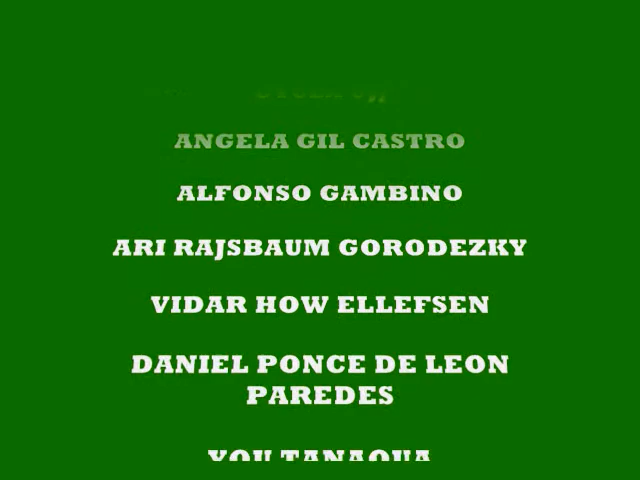 ANGELA GIL CASTRO
ALFONSO GAMBINO
ARI RAJSBAUM GORODEZKY
VIDAR HOW ELLEFSEN
DANIEL PONCE DE LEON
PAREDES